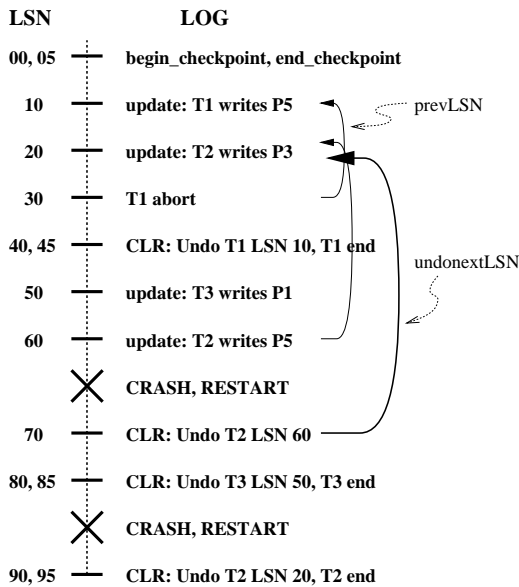 LSN LOG
00, 05 begin_checkpoint, end_checkpoint
10 update: T1 writes P5 prevLSN
20 update: T2 writes P3
30 T1 abort
40, 45 CLR: Undo T1 LSN 10, T1 end
undonextLSN
50 update: T3 writes P1
60 update: T2 writes P5
CRASH, RESTART
70 CLR: Undo T2 LSN 60
80, 85 CLR: Undo T3 LSN 50, T3 end
CRASH, RESTART
90, 95 CLR: Undo T2 LSN 20, T2 end